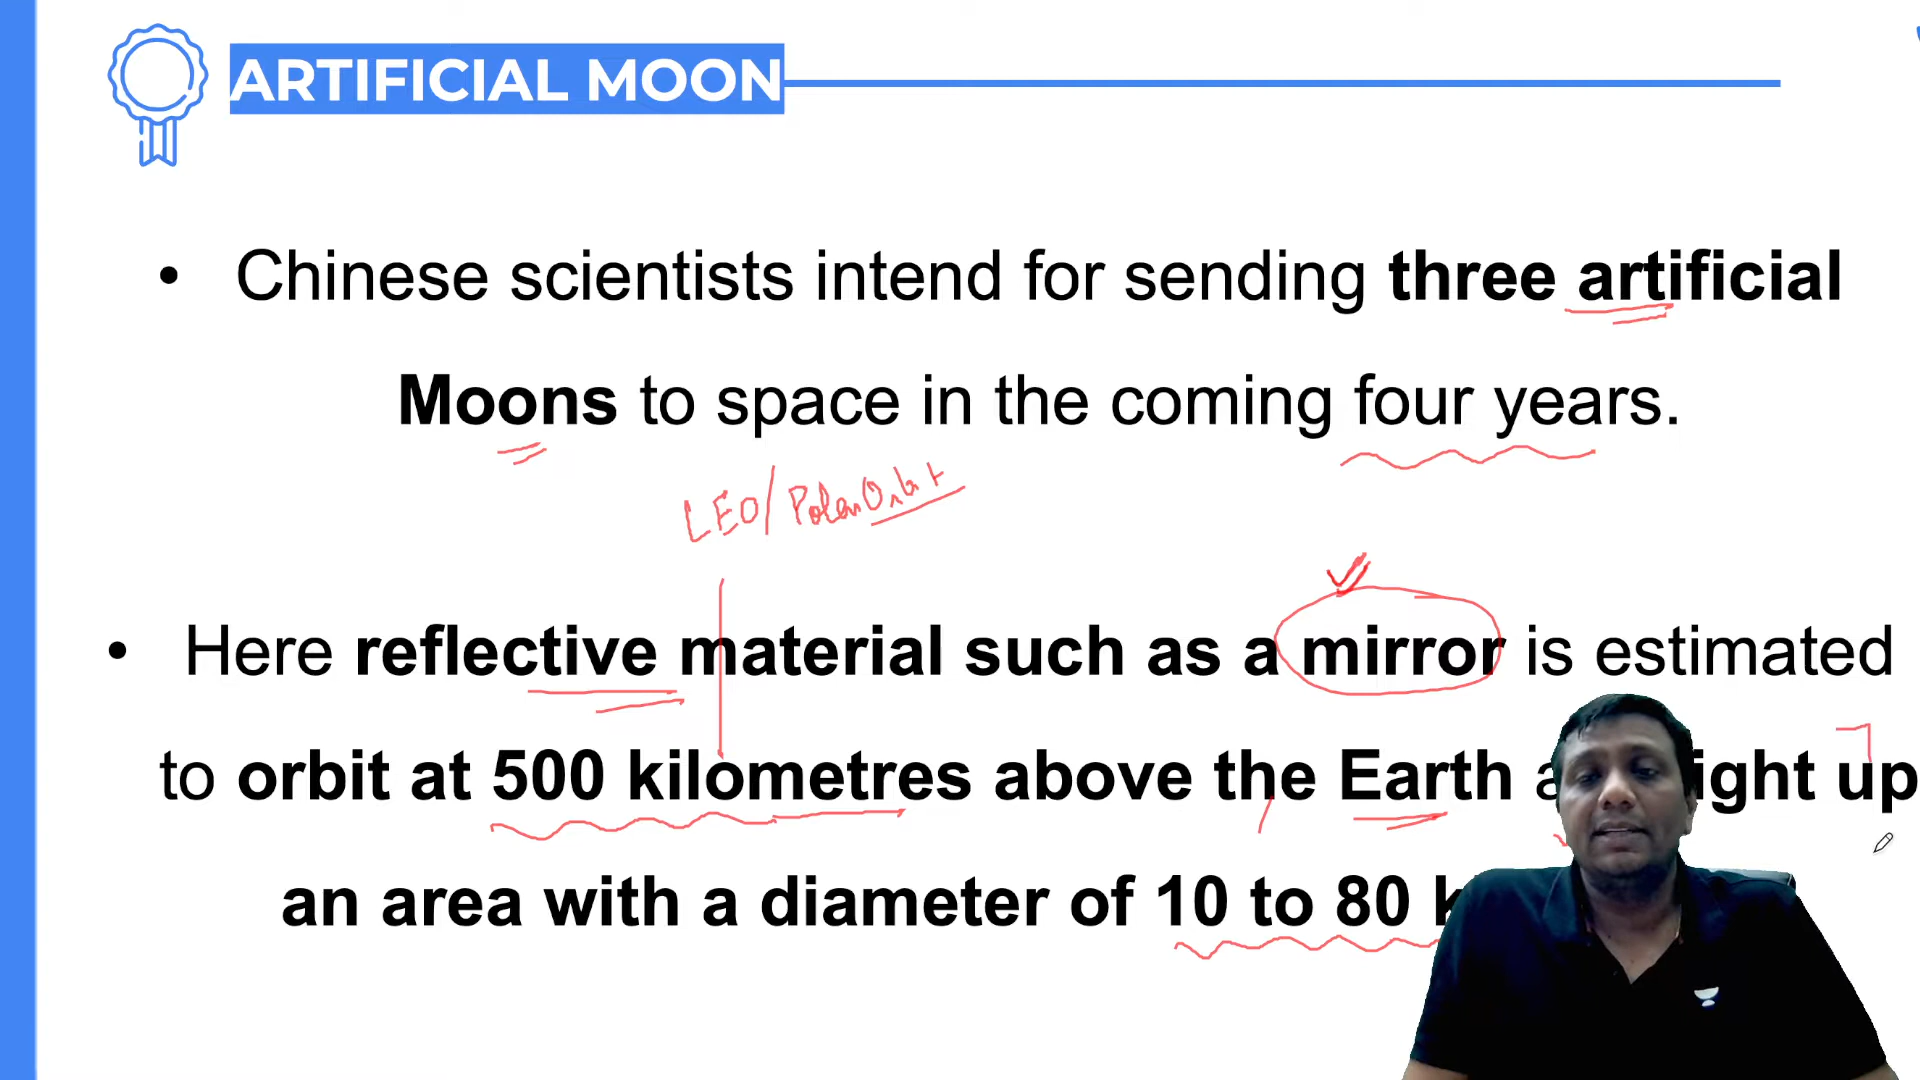 ARTIFICIAL MOON
• Chinese scientists intend for sending three artificial
Moons to space in the coming four years.
LEO/Polar Orbit
• Here reflective material such as a mirror is estimated
to orbit at 500 kilometres above the Earth light up
an area with a diameter of 10 to 80